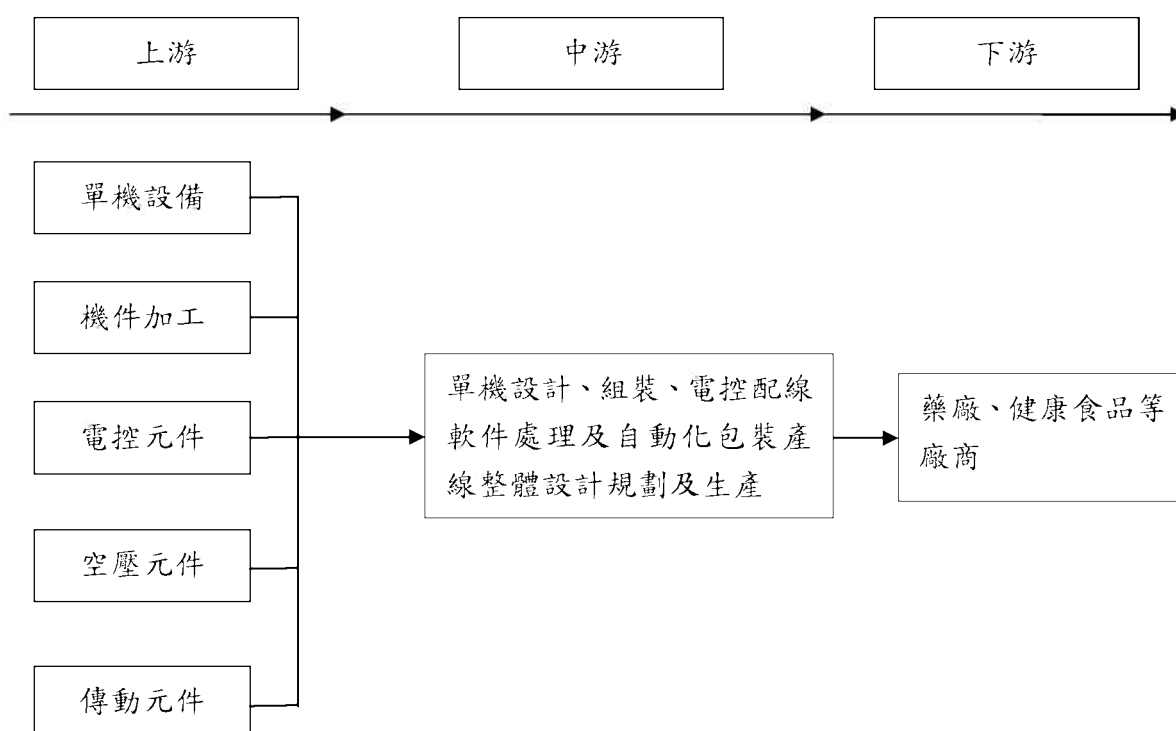 上游
中游
下游
單機設備
機件加工
電控元件
空壓元件
傳動元件
單機設計、組裝、電控配線
軟件處理及自動化包裝產
線整體設計規劃及生產
藥廠、健康食品等
廠商